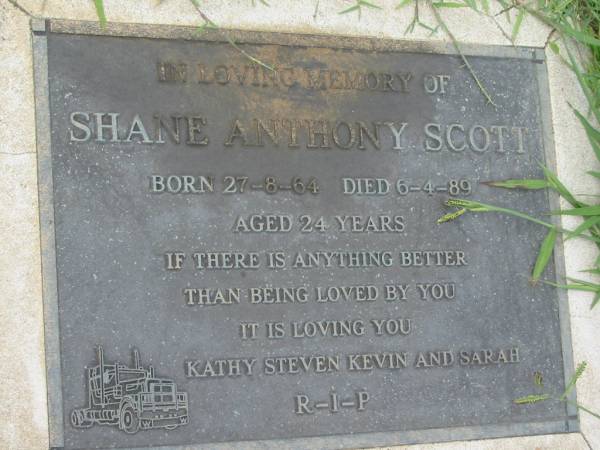 IN LOVING MEMORY OF
SHANE ANTHONY SCOTT
BORN 27-8-64 DIED 6-4-89
AGED 24 YEARS
IF THERE IS ANYTHING BETTER
THAN BEING LOVED BY YOU
IT IS LOVING YOU
KATHY STEVEN KEVIN AND SARAH
R-I-P